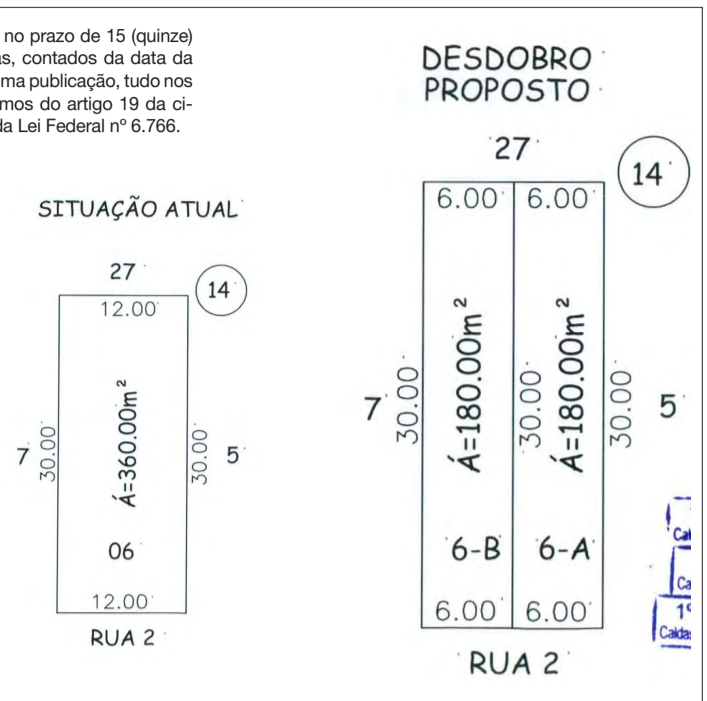 no prazo de 15 (quinze)
as, contados da data da
ma publicação, tudo nos
mos do artigo 19 da ci-
da Lei Federal nº 6.766.
SITUAÇÃO ATUAL
27
14
12.00
7
30.00
Á=360.00m²
30.00
5
06
12.00
RUA 2
DESDOBRO
PROPOSTO
27
14
6.00 6.00
7
30.00
Á=180.00m²
30.00
Á=180.00m²
30.00
5
6-B 6-A
6.00 6.00
RUA 2
Ca
1º
Caldas